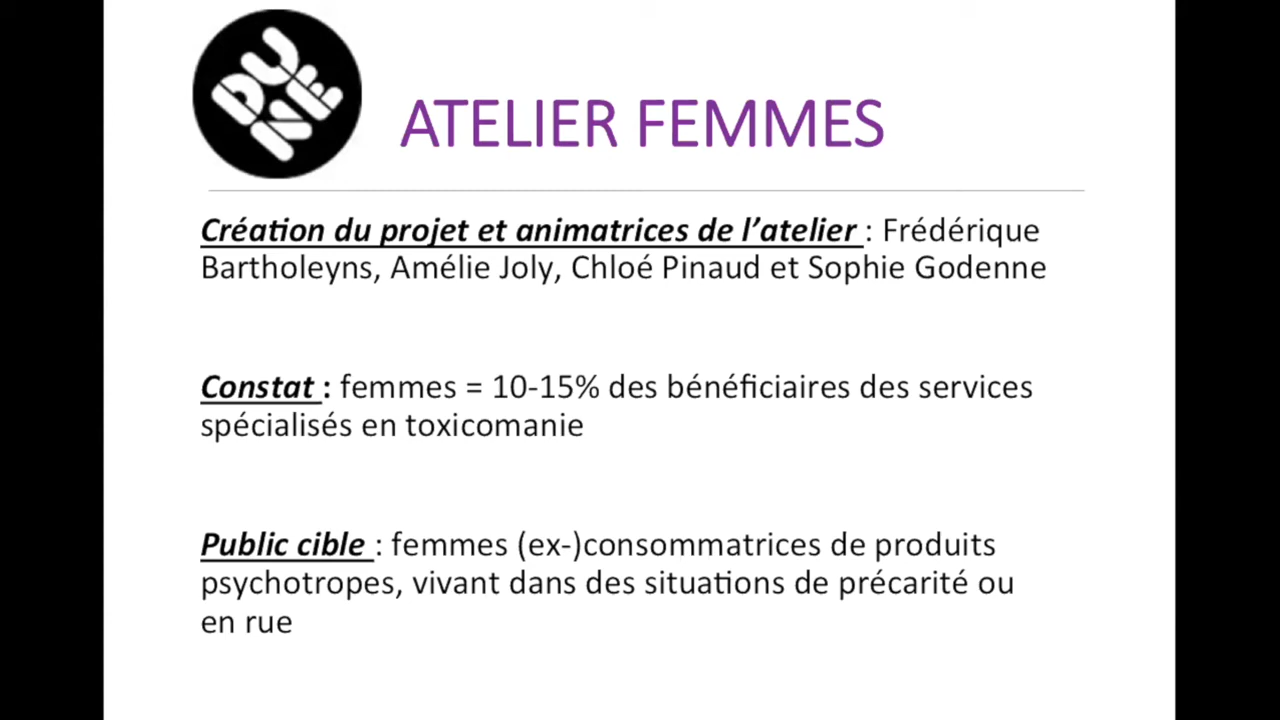 DUNE
ATELIER FEMMES
Création du projet et animatrices de l’atelier : Frédérique
Bartholeyns, Amélie Joly, Chloé Pinaud et Sophie Godenne
Constat : femmes = 10-15% des bénéficiaires des services
spécialisés en toxicomanie
Public cible : femmes (ex-)consommatrices de produits
psychotropes, vivant dans des situations de précarité ou
en rue